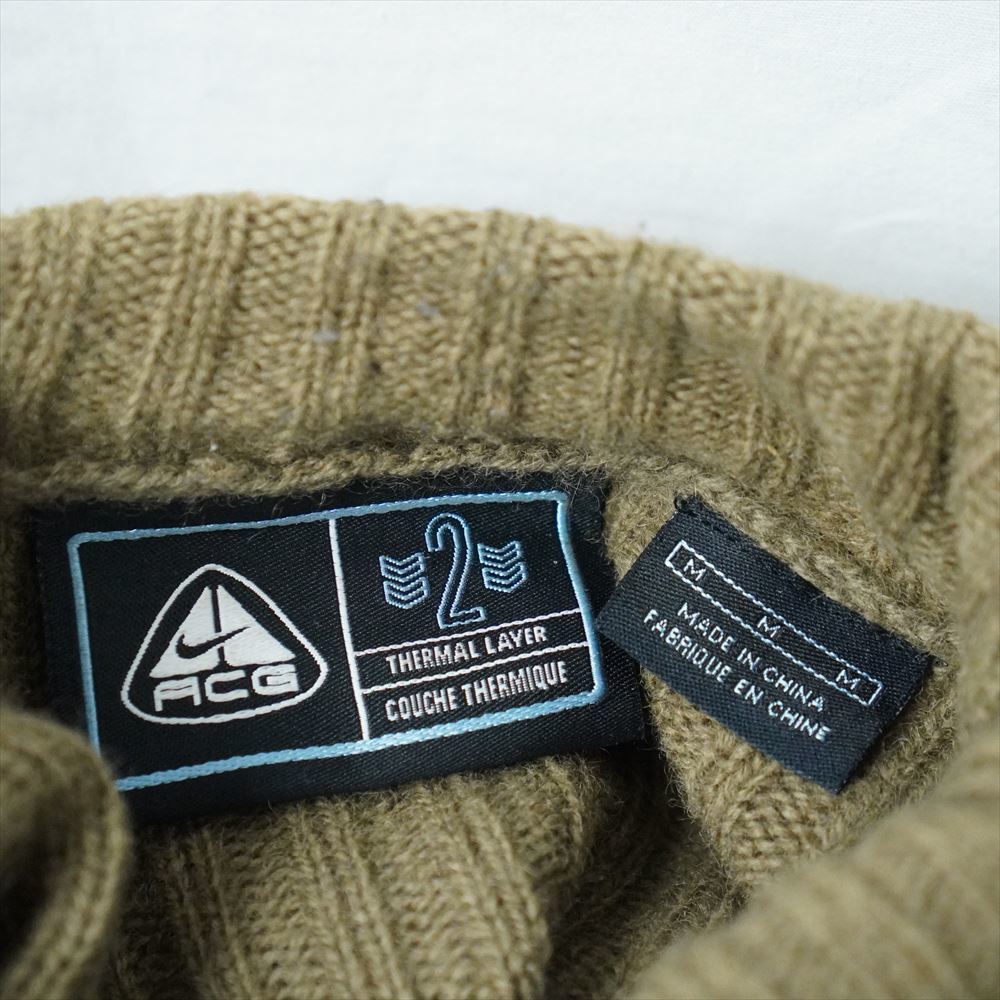 ACG
2
THERMAL LAYER
COUCHE THERMIQUE
M M M
MADE IN CHINA
FABRIQUE EN CHINE